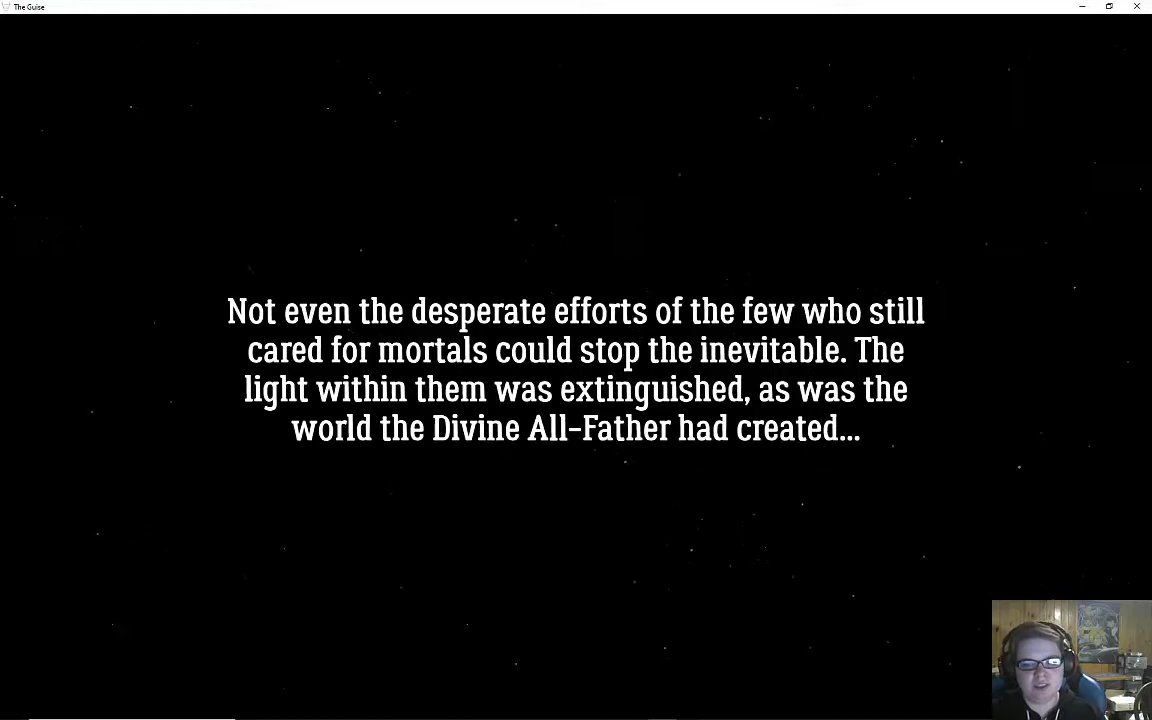 The Guise
Not even the desperate efforts of the few who still
cared for mortals could stop the inevitable. The
light within them was extinguished, as was the
world the Divine All-Father had created...